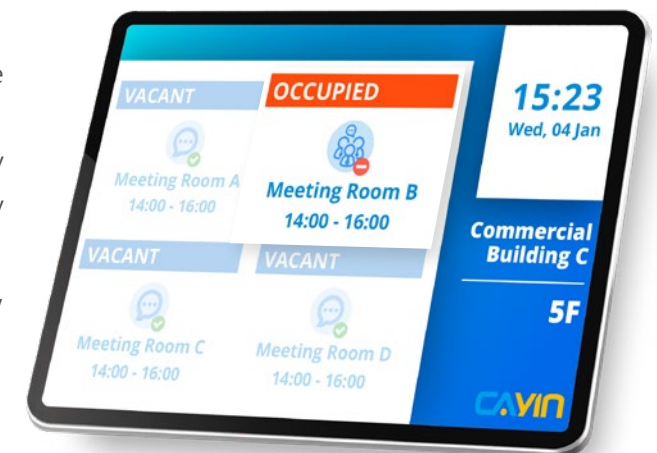 VACANT
Meeting Room A
14:00 - 16:00
OCCUPIED
Meeting Room B
14:00 - 16:00
VACANT
Meeting Room C
14:00 - 16:00
VACANT
Meeting Room D
14:00 - 16:00
15:23
Wed, 04 Jan
Commercial
Building C
5F
CAYIN